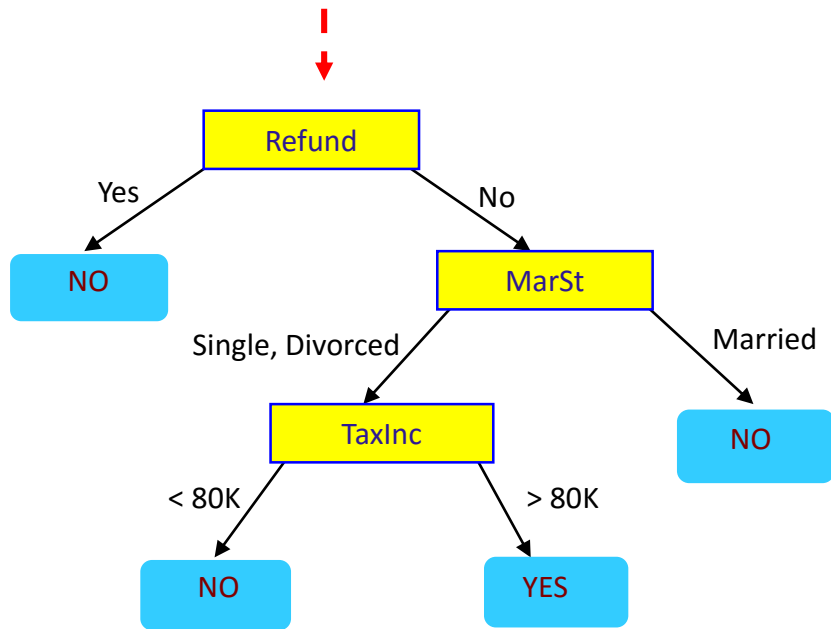 Refund
Yes
No
NO
MarSt
Single, Divorced
Married
TaxInc
NO
< 80K
> 80K
NO
YES